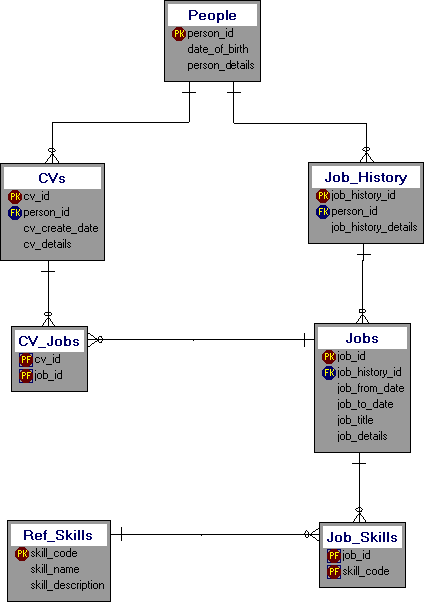 People
PK person_id
date_of_birth
person_details
CVs
PK cv_id
FK person_id
cv_create_date
cv_details
Job_History
PK job_history_id
FK person_id
job_history_details
CV_Jobs
PF cv_id
PF job_id
Jobs
PK job_id
FK job_history_id
job_from_date
job_to_date
job_title
job_details
Ref_Skills
PK skill_code
skill_name
skill_description
Job_Skills
PF job_id
PF skill_code